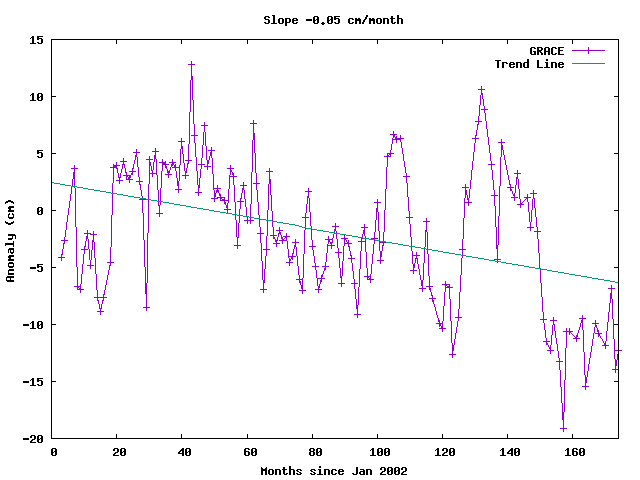 Slope -0.05 cm/month
GRACE
Trend Line
15
10
5
0
-5
-10
-15
-20
Anomaly (cm)
0 20 40 60 80 100 120 140 160
Months since Jan 2002